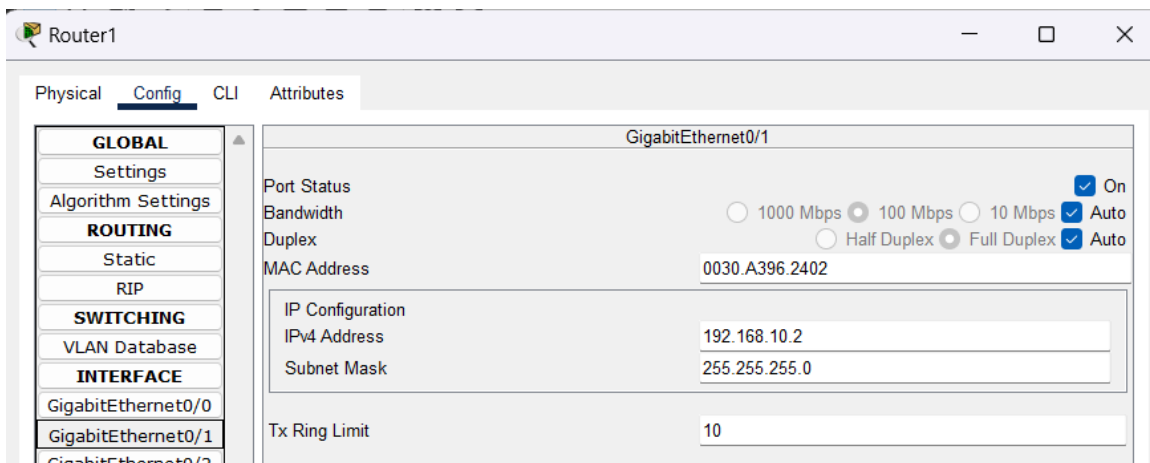 Router1
Physical Config CLI Attributes
GLOBAL
Settings
Algorithm Settings
ROUTING
Static
RIP
SWITCHING
VLAN Database
INTERFACE
GigabitEthernet0/0
GigabitEthernet0/1
GigabitEthernet0/2
GigabitEthernet0/1
Port Status On
Bandwidth 1000 Mbps 100 Mbps 10 Mbps Auto
Duplex Half Duplex Full Duplex Auto
MAC Address 0030.A396.2402
IP Configuration
IPv4 Address 192.168.10.2
Subnet Mask 255.255.255.0
Tx Ring Limit 10